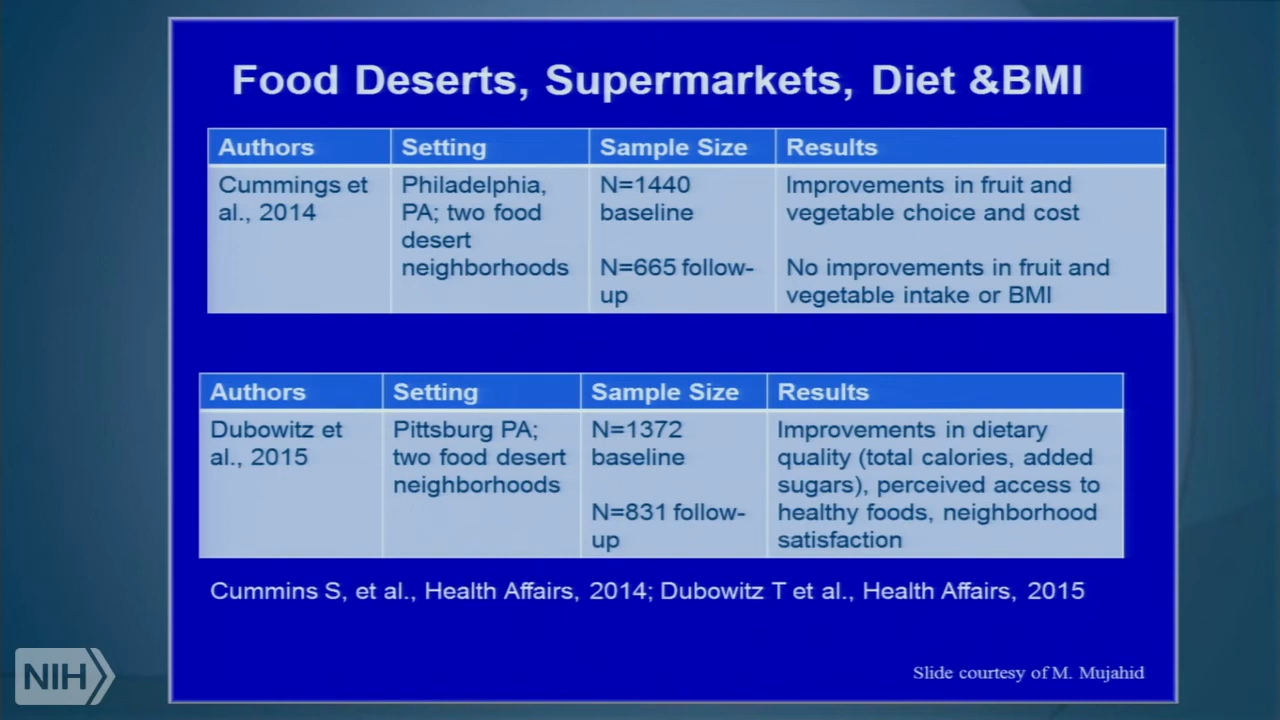 Food Deserts, Supermarkets, Diet &BMI
Authors
Setting
Sample Size
Results
Cummings et
al., 2014
Philadelphia,
PA; two food
desert
neighborhoods
N=1440
baseline
N=665 follow-
up
Improvements in fruit and
vegetable choice and cost
No improvements in fruit and
vegetable intake or BMI
Authors
Setting
Sample Size
Results
Dubowitz et
al., 2015
Pittsburg PA;
two food desert
neighborhoods
N=1372
baseline
N=831 follow-
up
Improvements in dietary
quality (total calories, added
sugars), perceived access to
healthy foods, neighborhood
satisfaction
Cummins S, et al., Health Affairs, 2014; Dubowitz T et al., Health Affairs, 2015
Slide courtesy of M. Mujahid
NIH